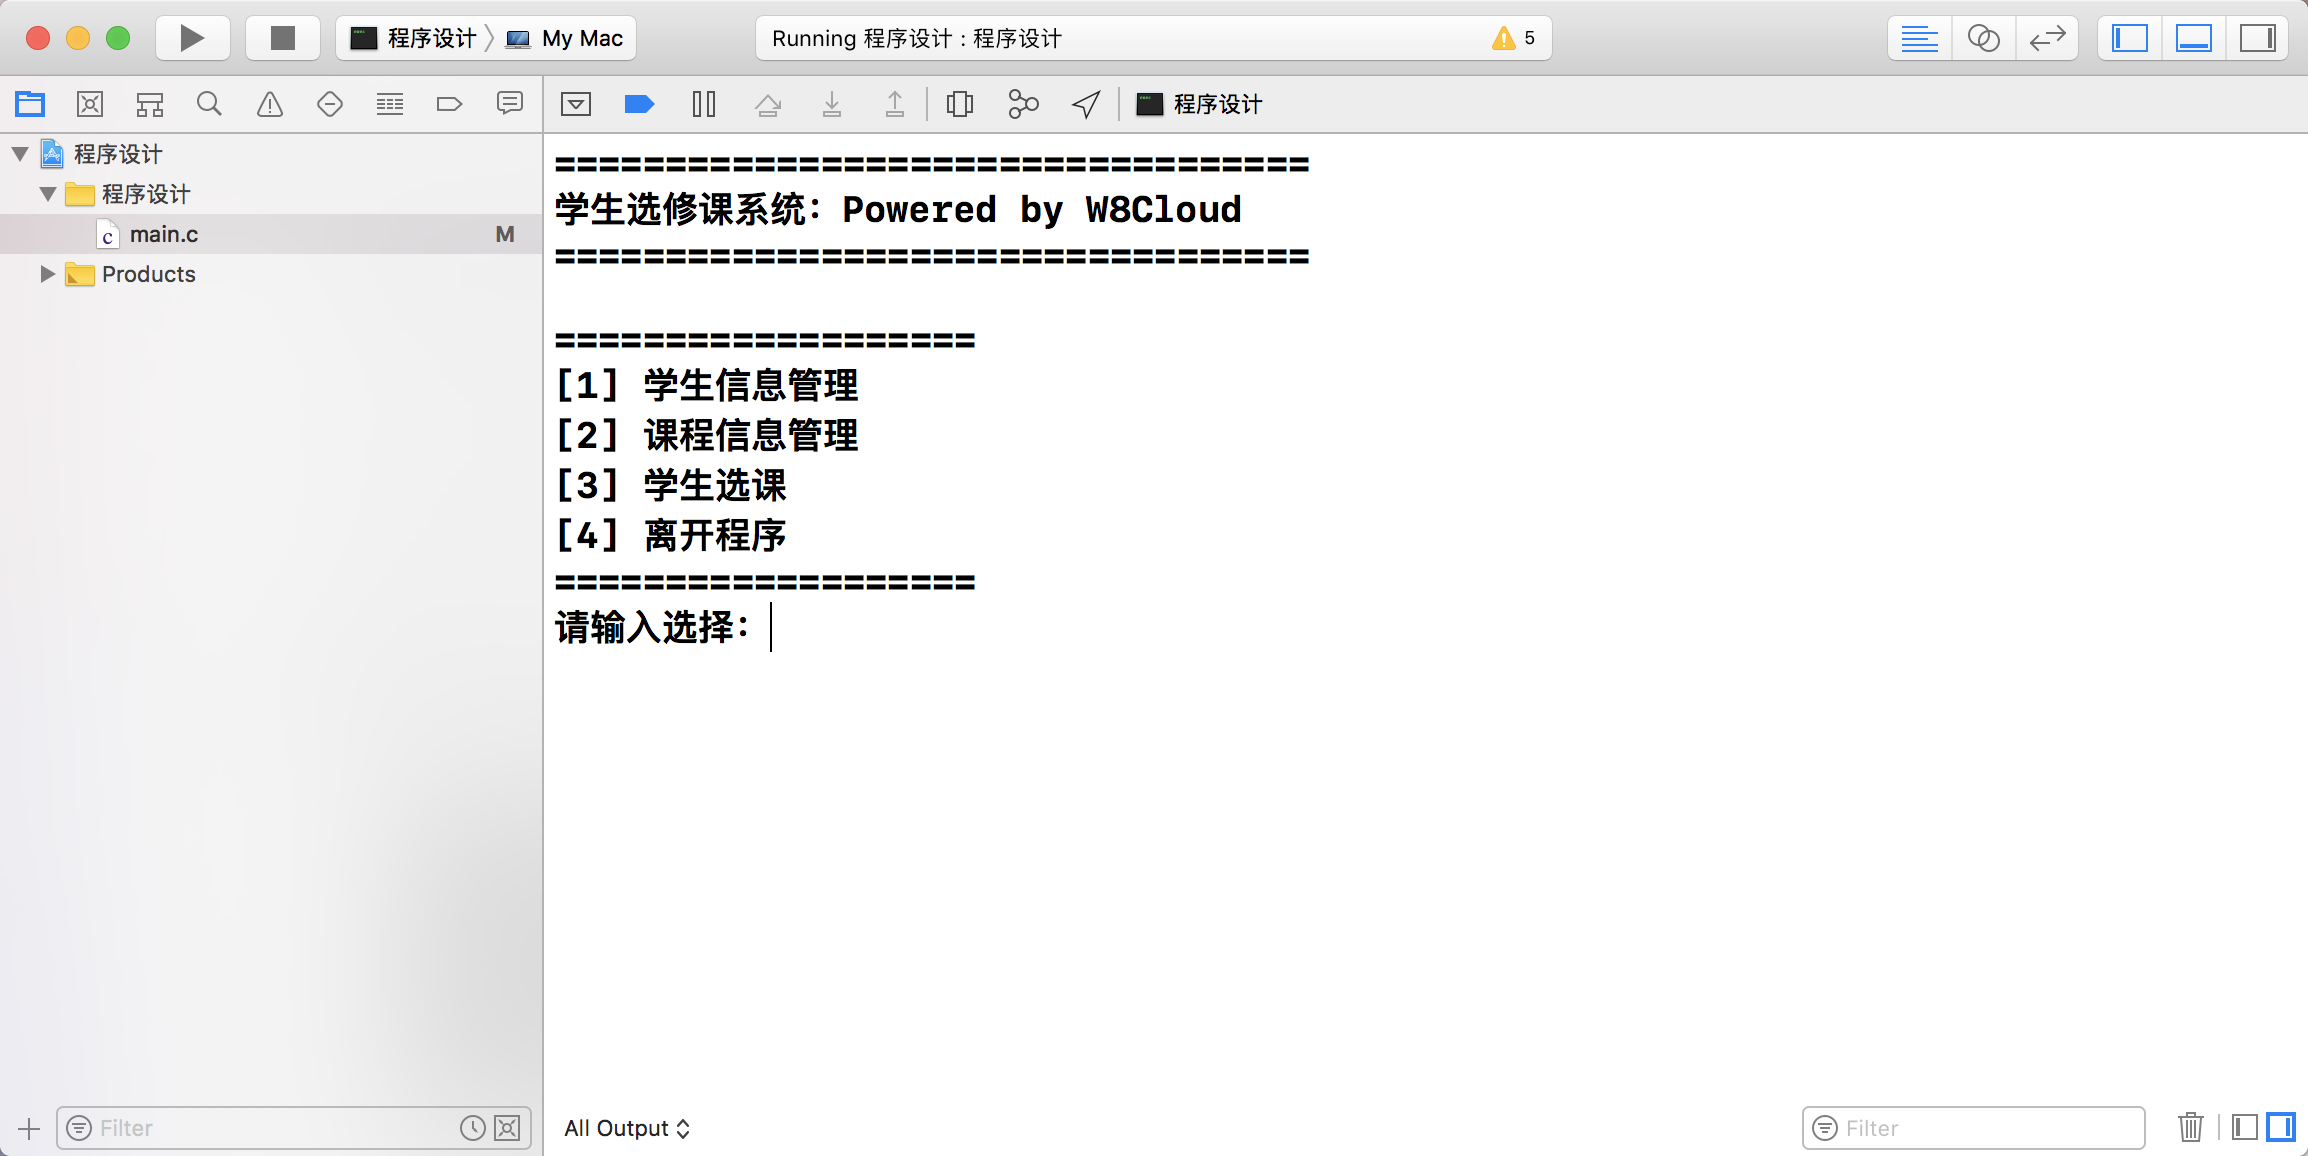 程序设计 〉 My Mac
Running 程序设计 : 程序设计
5
程序设计
程序设计
程序设计
main.c M
Products
==================================
学生选修课系统：Powered by W8Cloud
==================================
===================
[1] 学生信息管理
[2] 课程信息管理
[3] 学生选课
[4] 离开程序
===================
请输入选择：
Filter
All Output
Filter